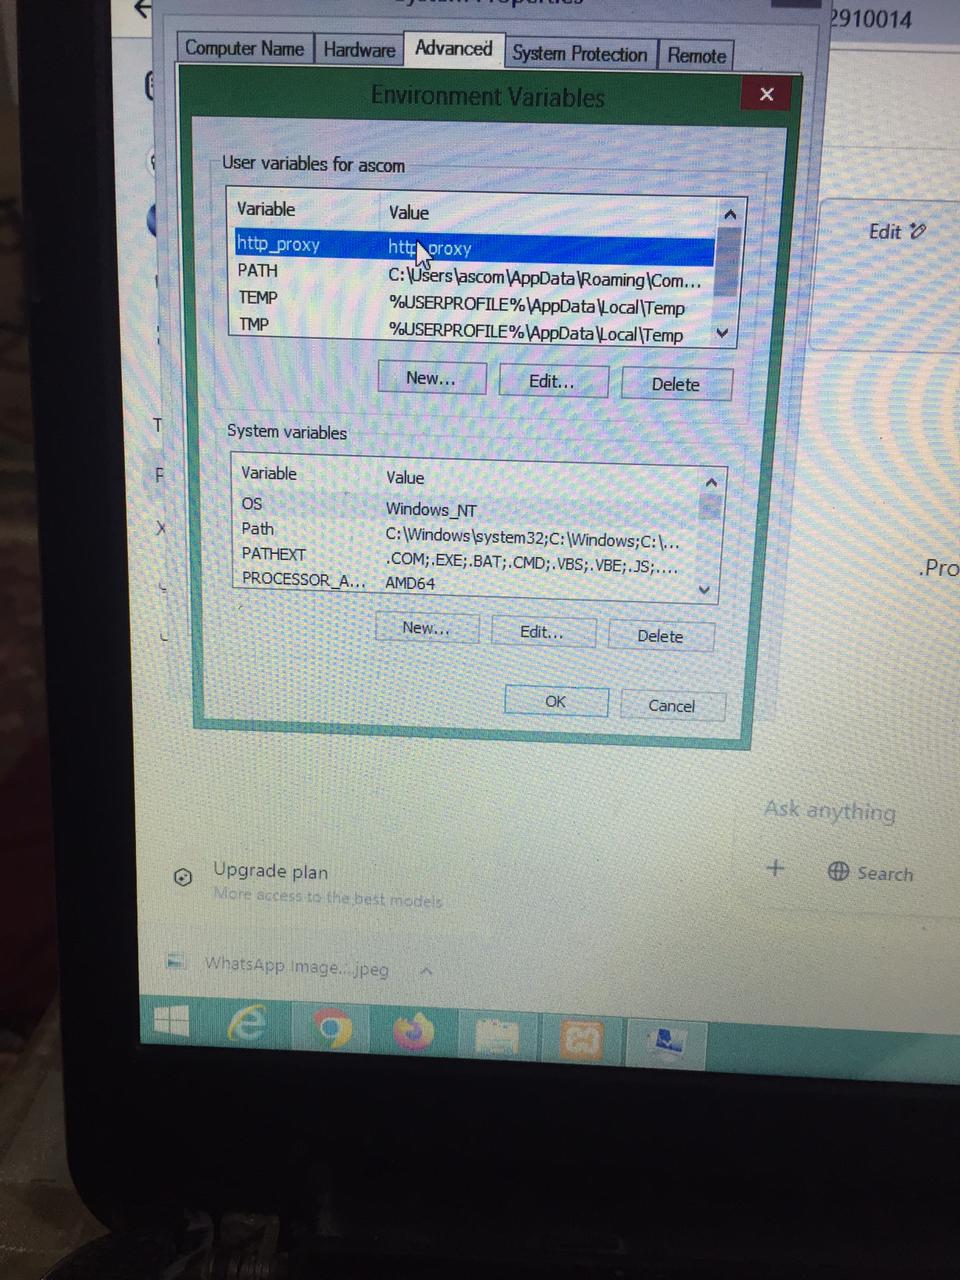 2910014
Computer Name Hardware Advanced System Protection Remote
Environment Variables
User variables for ascom
Variable Value
http_proxy http_proxy
PATH C:\Users\ascom\AppData\Roaming\Com...
TEMP %USERPROFILE%\AppData\Local\Temp
TMP %USERPROFILE%\AppData\Local\Temp
New... Edit... Delete
System variables
Variable Value
OS Windows_NT
Path C:\Windows\system32;C:\Windows;C:\...
PATHEXT .COM;.EXE;.BAT;.CMD;.VBS;.VBE;.JS;....
PROCESSOR_A... AMD64
New... Edit... Delete
OK Cancel
Edit
.Pro
Ask anything
Search
Upgrade plan
More access to the best models
WhatsApp Image....jpeg